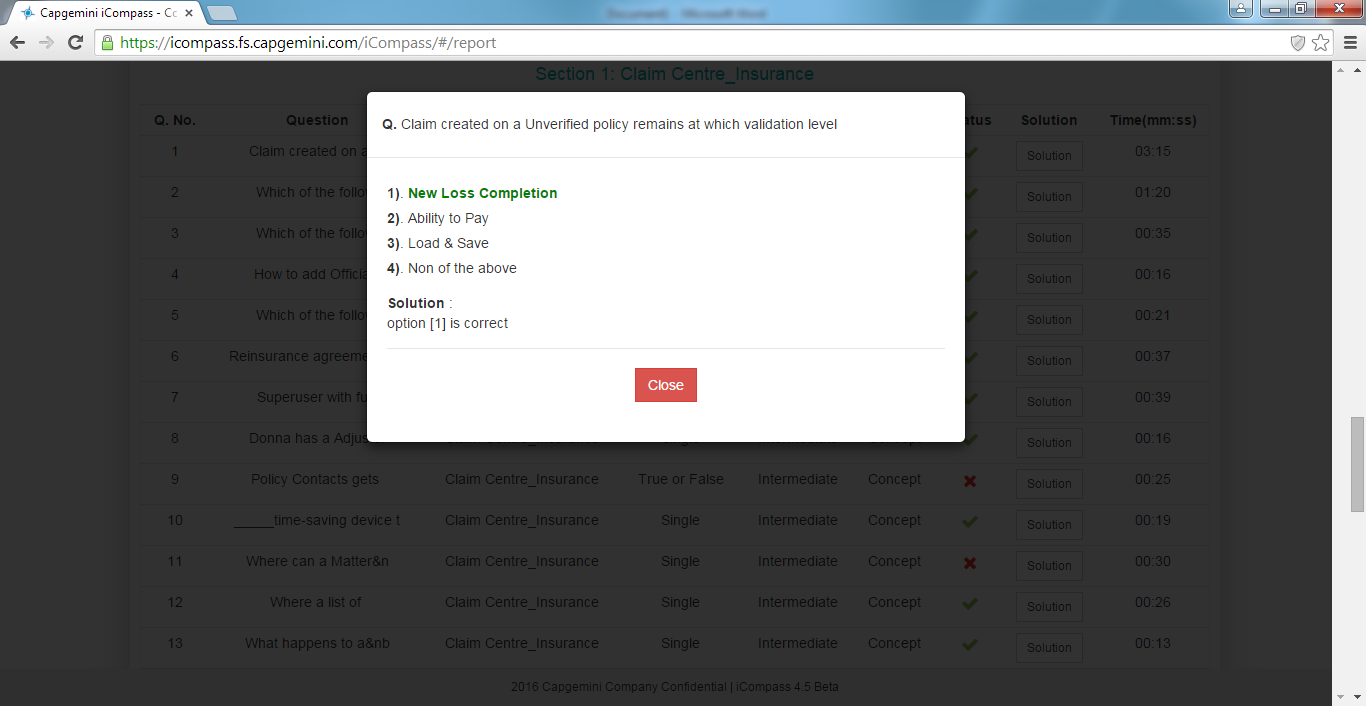 Capgemini iCompass - Cc
Document1 - Microsoft Word
https://icompass.fs.capgemini.com/iCompass/#/report
Section 1: Claim Centre_Insurance
Q. No. Question atus Solution Time(mm:ss)
Q. Claim created on a Unverified policy remains at which validation level
1). New Loss Completion
2). Ability to Pay
3). Load & Save
4). Non of the above
Solution :
option [1] is correct
Close
1 Claim created on a Solution 03:15
2 Which of the follo Solution 01:20
3 Which of the follo Solution 00:35
4 How to add Officia Solution 00:16
5 Which of the follo Solution 00:21
6 Reinsurance agreeme Solution 00:37
7 Superuser with fu Solution 00:39
8 Donna has a Adjus Claim Centre_Insurance Single Intermediate Concept Solution 00:16
9 Policy Contacts gets Claim Centre_Insurance True or False Intermediate Concept Solution 00:25
10 _____time-saving device t Claim Centre_Insurance Single Intermediate Concept Solution 00:19
11 Where can a Matter&n Claim Centre_Insurance Single Intermediate Concept Solution 00:30
12 Where a list of Claim Centre_Insurance Single Intermediate Concept Solution 00:26
13 What happens to a&nb Claim Centre_Insurance Single Intermediate Concept Solution 00:13
2016 Capgemini Company Confidential | iCompass 4.5 Beta